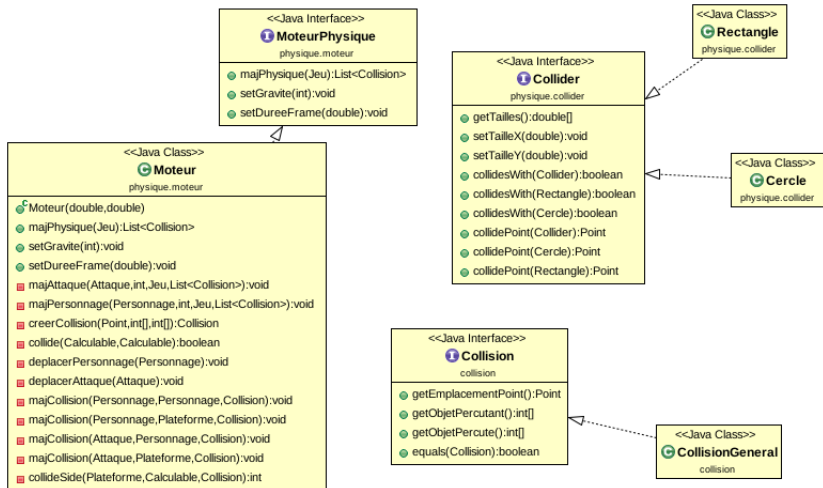 <<Java Interface>>
MoteurPhysique
physique.moteur
majPhysique(Jeu):List<Collision>
setGravite(int):void
setDureeFrame(double):void
<<Java Class>>
Moteur
physique.moteur
Moteur(double,double)
majPhysique(Jeu):List<Collision>
setGravite(int):void
setDureeFrame(double):void
majAttaque(Attaque,int,Jeu,List<Collision>):void
majPersonnage(Personnage,int,Jeu,List<Collision>):void
creerCollision(Point,int[],int[]):Collision
collide(Calculable,Calculable):boolean
deplacerPersonnage(Personnage):void
deplacerAttaque(Attaque):void
majCollision(Personnage,Personnage,Collision):void
majCollision(Personnage,Plateforme,Collision):void
majCollision(Attaque,Personnage,Collision):void
majCollision(Attaque,Plateforme,Collision):void
collideSide(Plateforme,Calculable,Collision):int
<<Java Interface>>
Collider
physique.collider
getTailles():double[]
setTailleX(double):void
setTailleY(double):void
collidesWith(Collider):boolean
collidesWith(Rectangle):boolean
collidesWith(Cercle):boolean
collidePoint(Collider):Point
collidePoint(Cercle):Point
collidePoint(Rectangle):Point
<<Java Class>>
Rectangle
physique.collider
<<Java Class>>
Cercle
physique.collider
<<Java Interface>>
Collision
collision
getEmplacementPoint():Point
getObjetPercutant():int[]
getObjetPercute():int[]
equals(Collision):boolean
<<Java Class>>
CollisionGeneral
collision